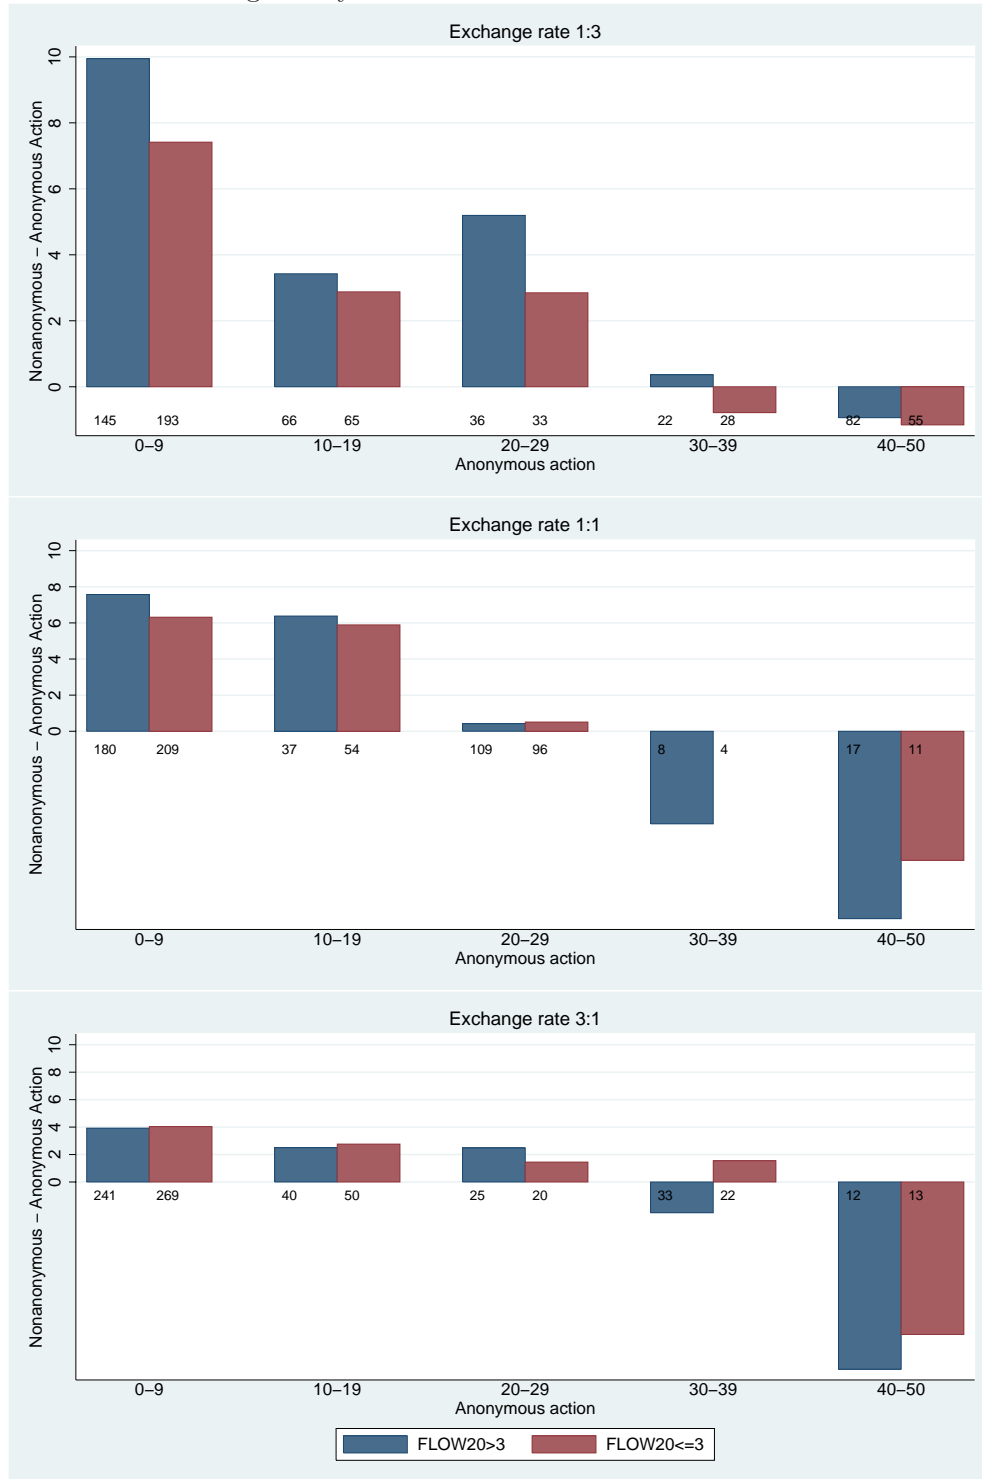 Exchange rate 1:3
Nonanonymous − Anonymous Action
10
8
6
4
2
0
145 193 66 65 36 33 22 28 82 55
0−9 10−19 20−29 30−39 40−50
Anonymous action
Exchange rate 1:1
Nonanonymous − Anonymous Action
10
8
6
4
2
0
180 209 37 54 109 96 8 4 17 11
0−9 10−19 20−29 30−39 40−50
Anonymous action
Exchange rate 3:1
Nonanonymous − Anonymous Action
10
8
6
4
2
0
241 269 40 50 25 20 33 22 12 13
0−9 10−19 20−29 30−39 40−50
Anonymous action
FLOW20>3 FLOW20<=3